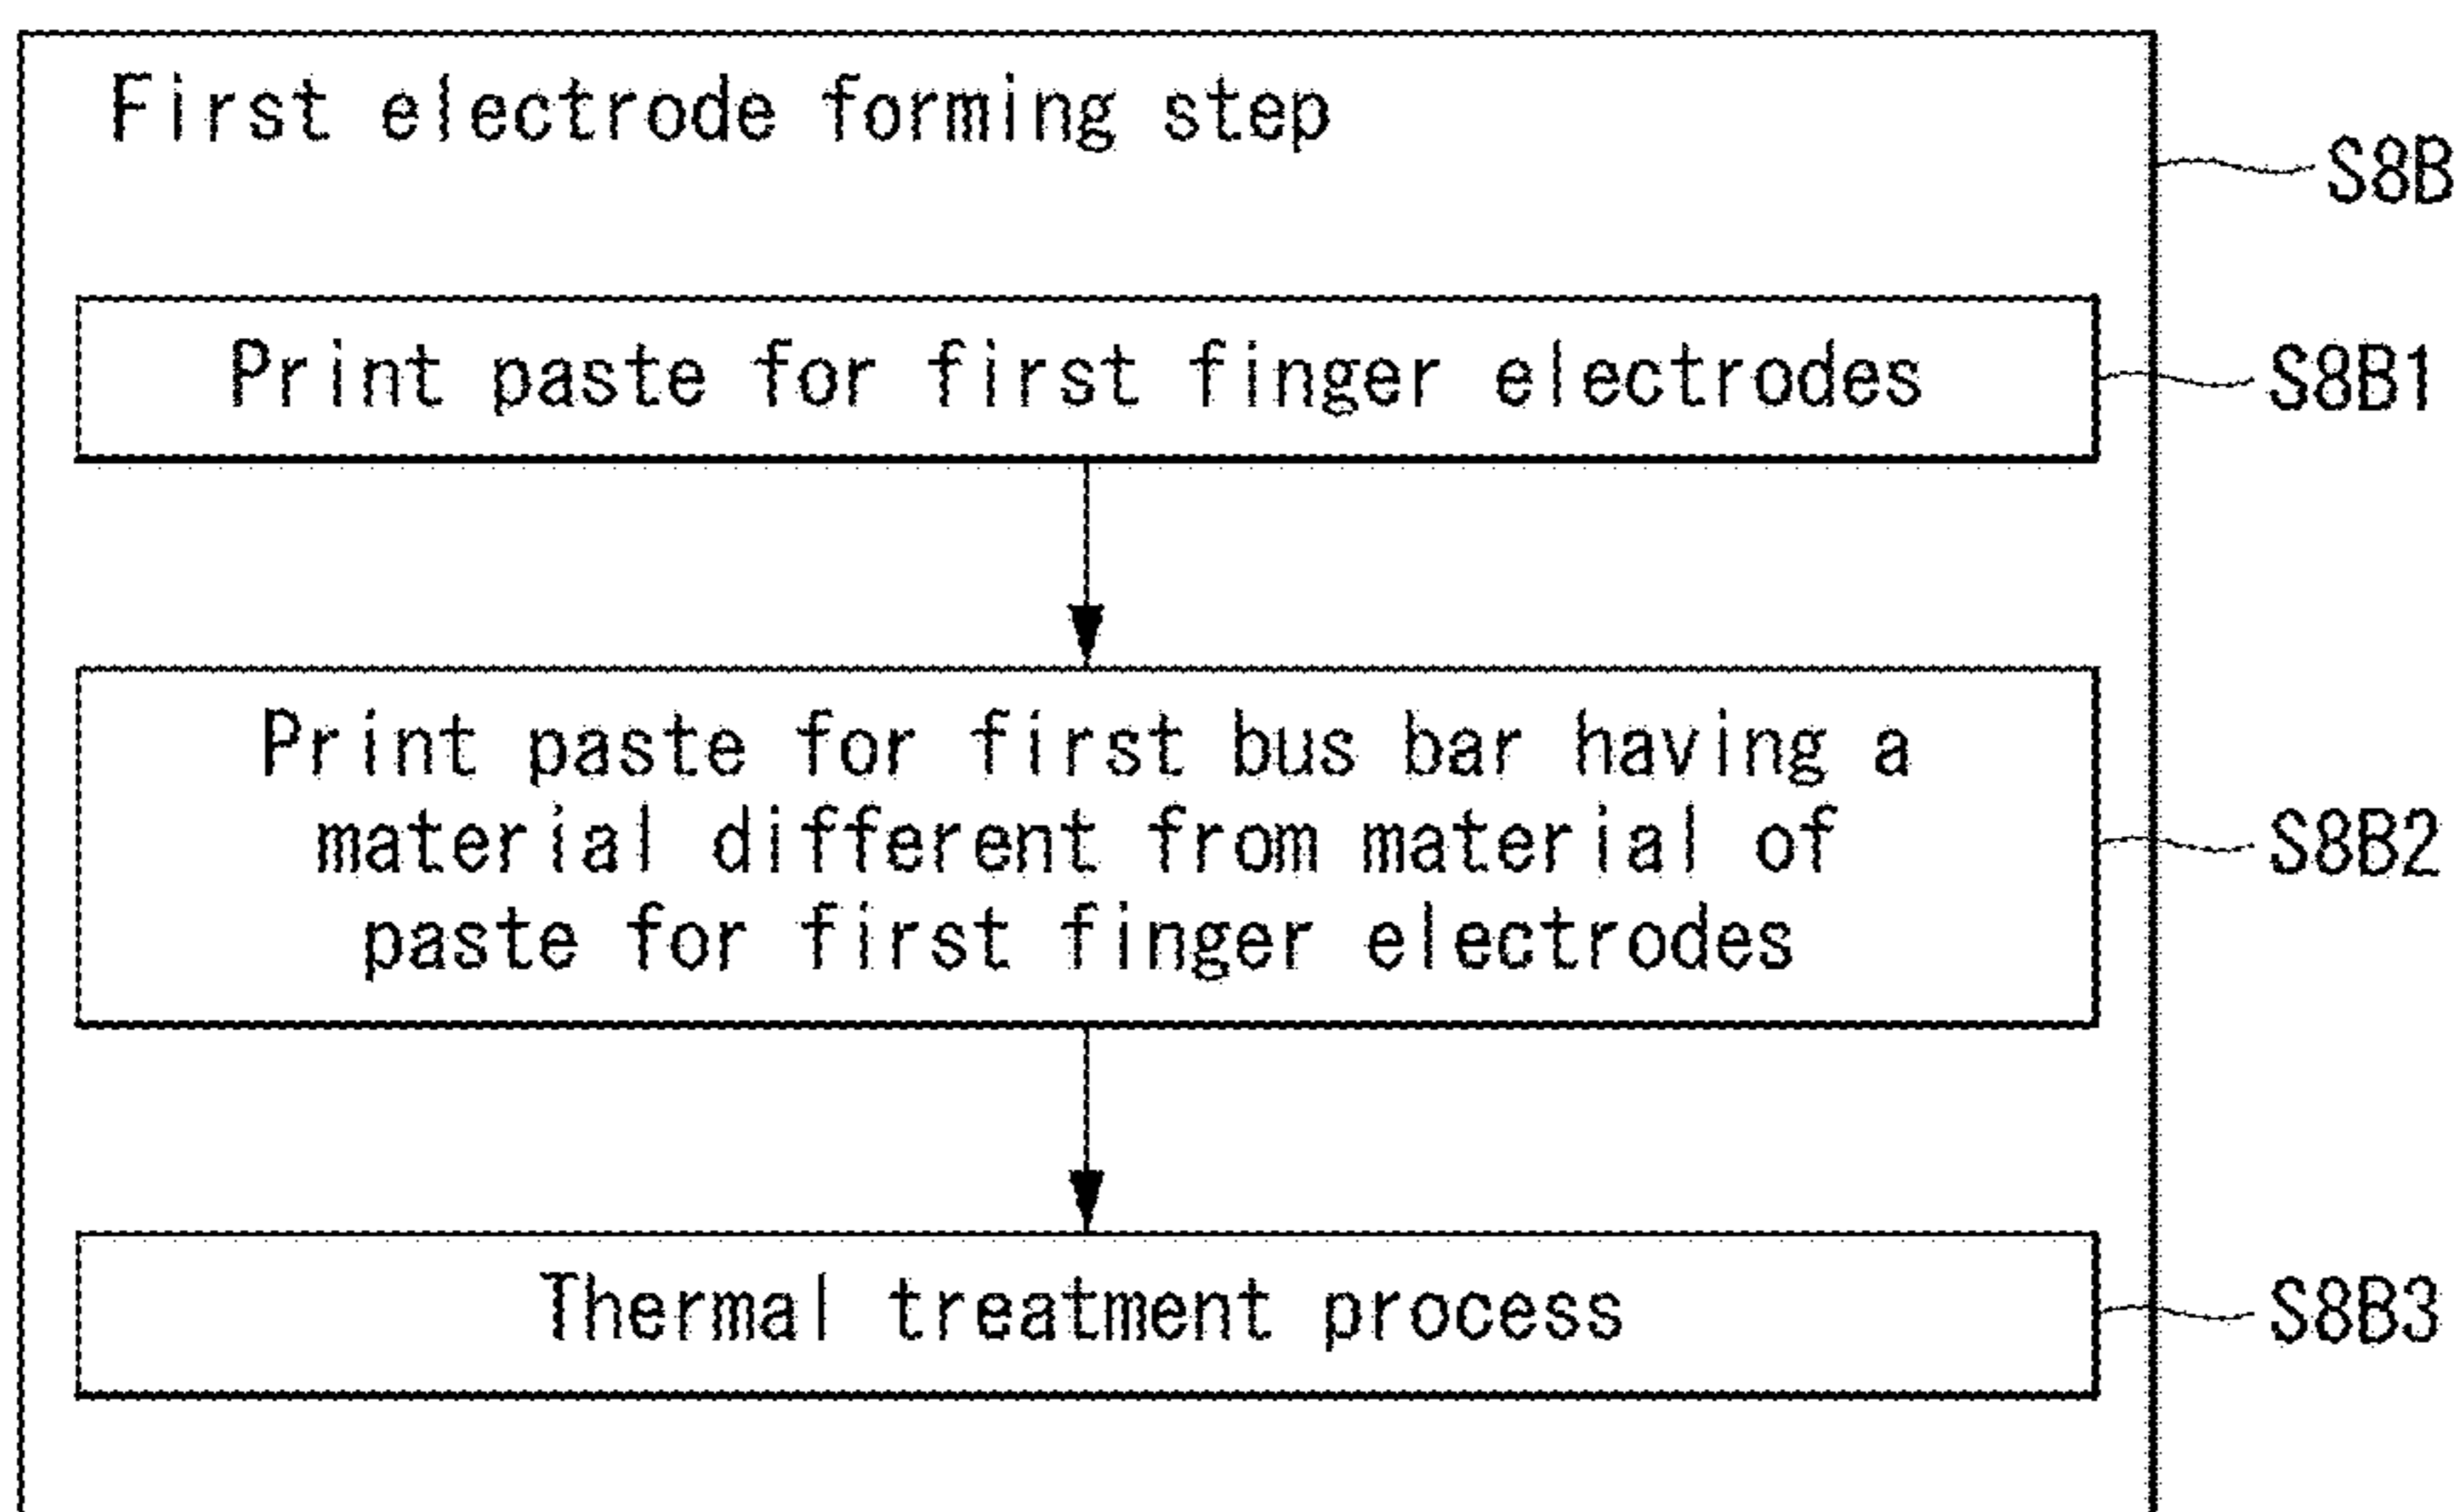 First electrode forming step
S8B
Print paste for first finger electrodes
S8B1
Print paste for first bus bar having a
material different from material of
paste for first finger electrodes
S8B2
Thermal treatment process
S8B3